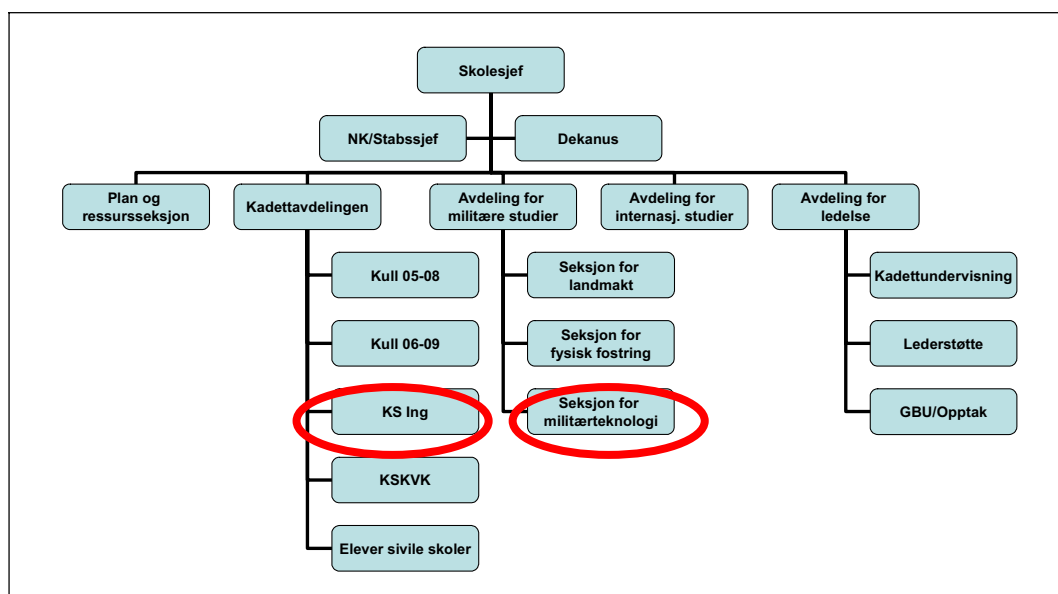 Skolesjef
NK/Stabssjef
Dekanus
Plan og
ressursseksjon
Kadettavdelingen
Avdeling for
militære studier
Avdeling for
internasj. studier
Avdeling for
ledelse
Kull 05-08
Kull 06-09
KS Ing
KSKVK
Elever sivile skoler
Seksjon for
landmakt
Seksjon for
fysisk fostring
Seksjon for
militærteknologi
Kadettundervisning
Lederstøtte
GBU/Opptak